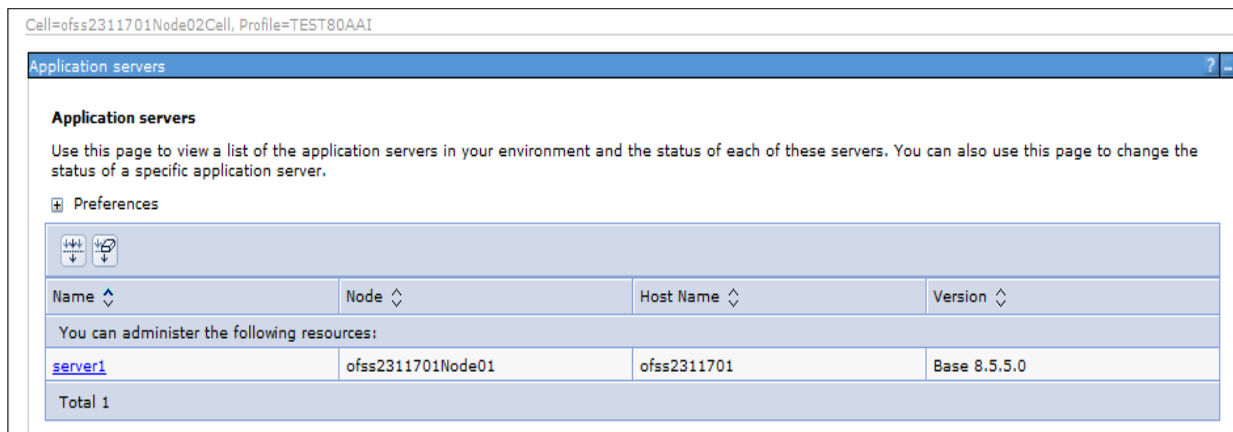 Cell=ofss2311701Node02Cell, Profile=TEST80AAI
Application servers ? -
Application servers
Use this page to view a list of the application servers in your environment and the status of each of these servers. You can also use this page to change the
status of a specific application server.
+ Preferences
Name Node Host Name Version
You can administer the following resources:
server1 ofss2311701Node01 ofss2311701 Base 8.5.5.0
Total 1